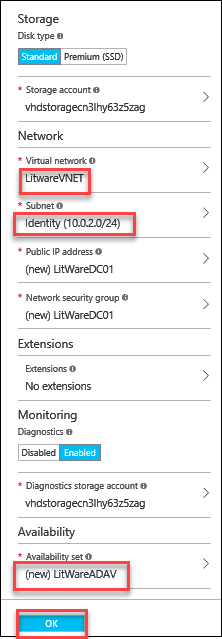 Storage
Disk type
Standard Premium (SSD)
* Storage account
vhdstoragecn3lhy63z5zag
Network
* Virtual network
LitwareVNET
* Subnet
Identity (10.0.2.0/24)
* Public IP address
(new) LitWareDC01
* Network security group
(new) LitWareDC01
Extensions
Extensions
No extensions
Monitoring
Diagnostics
Disabled Enabled
* Diagnostics storage account
vhdstoragecn3lhy63z5zag
Availability
* Availability set
(new) LitWareADAV
OK